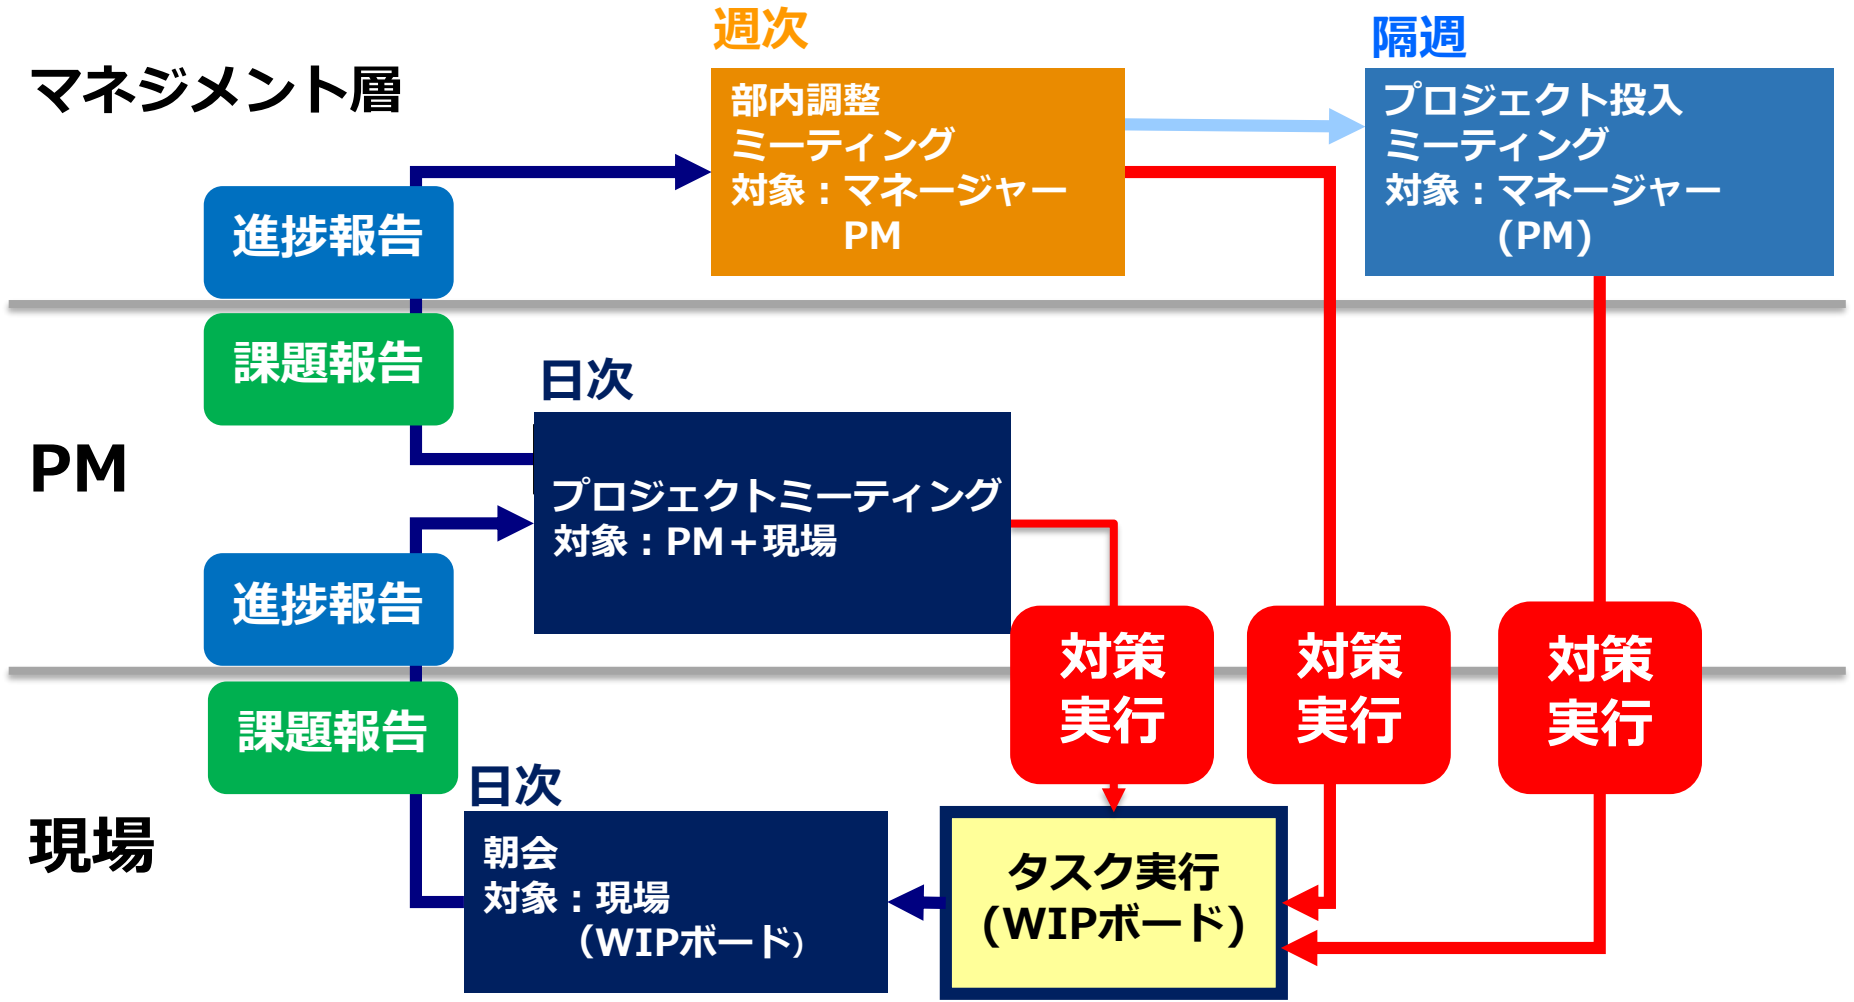 週次
隔週
マネジメント層
部内調整
ミーティング
対象：マネージャー
PM
プロジェクト投入
ミーティング
対象：マネージャー
（PM）
進捗報告
課題報告
日次
PM
プロジェクトミーティング
対象：PM＋現場
進捗報告
課題報告
対策
実行
対策
実行
対策
実行
日次
現場
朝会
対象：現場
（WIPボード）
タスク実行
(WIPボード)